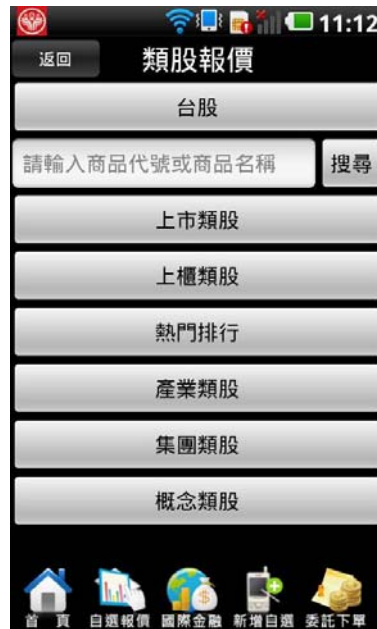 11:12
返回
類股報價
台股
請輸入商品代號或商品名稱
搜尋
上市類股
上櫃類股
熱門排行
產業類股
集團類股
概念類股
首 頁
自選報價
國際金融
新增自選
委託下單